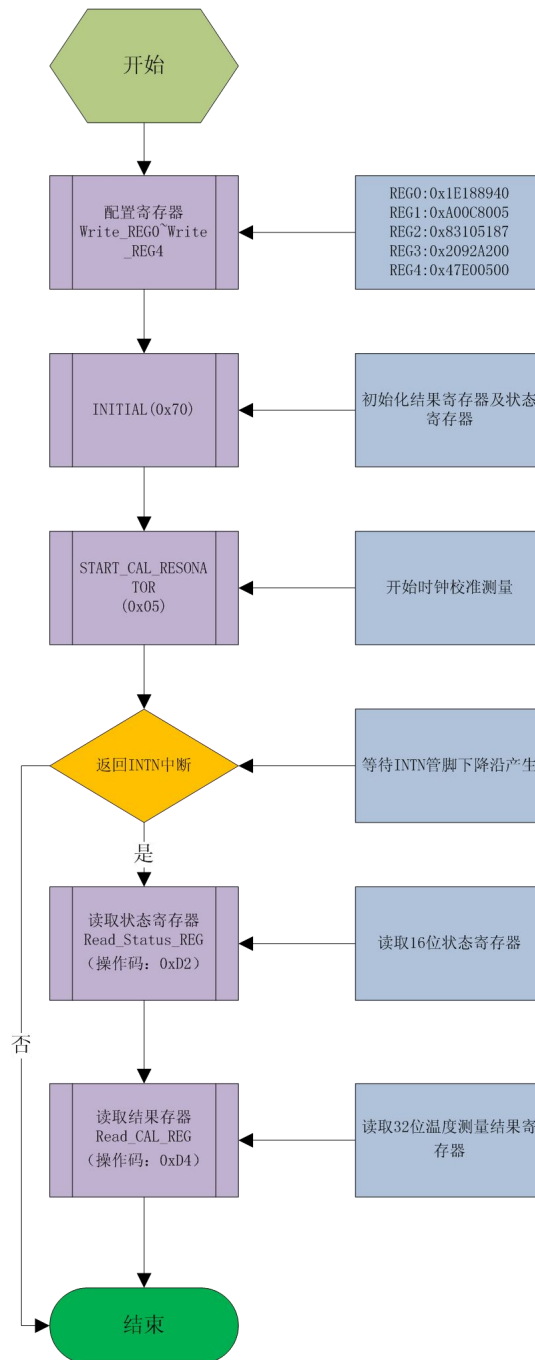 开始
配置寄存器
Write_REG0~Write
_REG4
REG0:0x1E188940
REG1:0xA00C8005
REG2:0x83105187
REG3:0x2092A200
REG4:0x47E00500
INITIAL(0x70)
初始化结果寄存器及状态
寄存器
START_CAL_RESONA
TOR
(0x05)
开始时钟校准测量
返回INTN中断
等待INTN管脚下降沿产生
是
读取状态寄存器
Read_Status_REG
（操作码：0xD2）
读取16位状态寄存器
否
读取结果存器
Read_CAL_REG
（操作码：0xD4）
读取32位温度测量结果寄
存器
结束